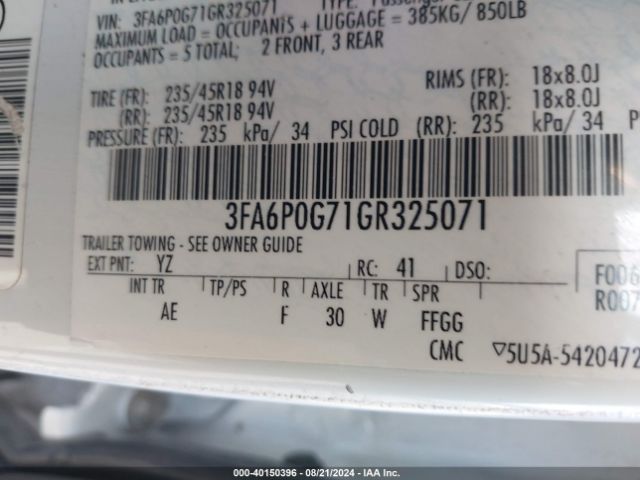 VIN: 3FA6P0G71GR325071 TYPE: Passenger
MAXIMUM LOAD = OCCUPANTS + LUGGAGE = 385KG/ 850LB
OCCUPANTS = 5 TOTAL; 2 FRONT, 3 REAR
TIRE (FR): 235/45R18 94V RIMS (FR): 18x8.0J
(RR): 235/45R18 94V (RR): 18x8.0J
PRESSURE (FR): 235 kPa/ 34 PSI COLD (RR): 235 kPa/ 34 P
3FA6P0G71GR325071
TRAILER TOWING - SEE OWNER GUIDE
EXT PNT: YZ RC: 41 DSO:
F006
R007
INT TR TP/PS R AXLE TR SPR
AE F 30 W FFGG
CMC ▽5U5A-5420472
000-40150396 - 08/21/2024 - IAA Inc.